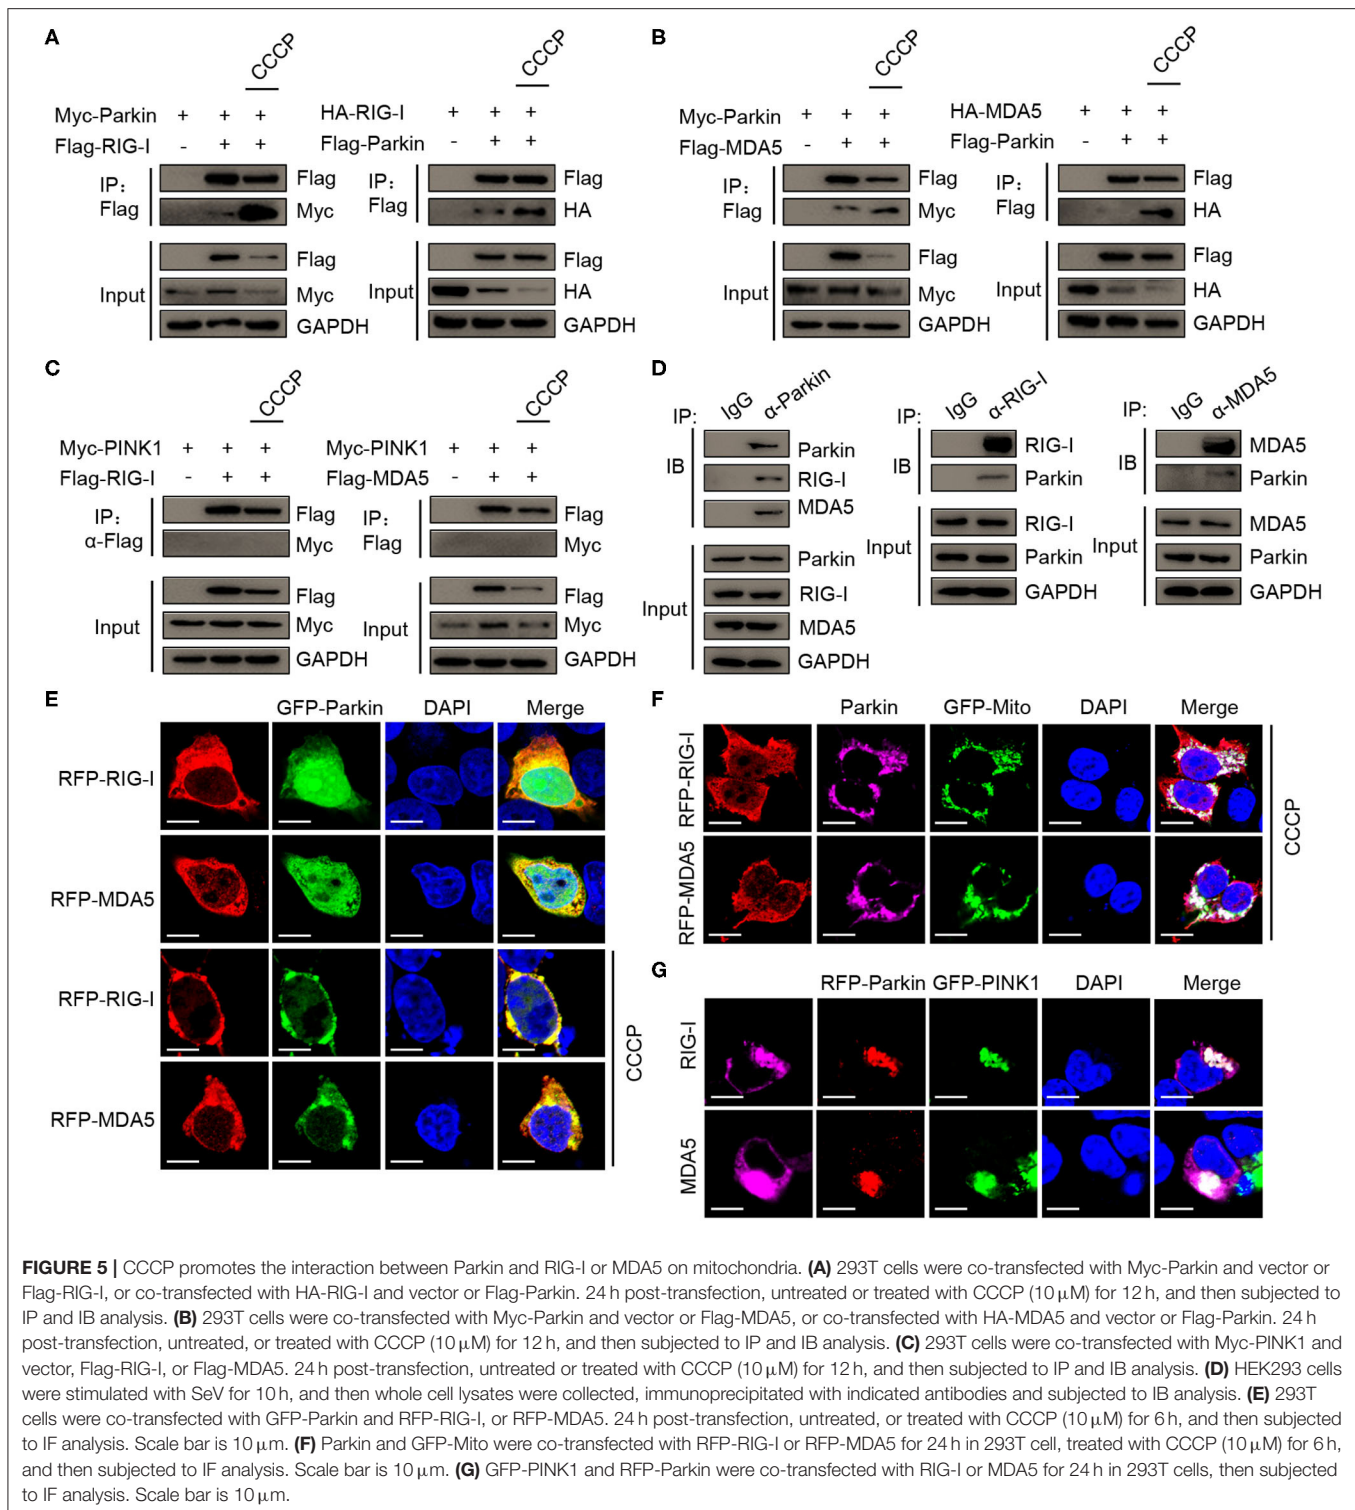 A
CCCP
Myc-Parkin + + +
Flag-RIG-I - + +
IP:
Flag
Flag
Myc
Input
Flag
Myc
GAPDH
CCCP
HA-RIG-I + + +
Flag-Parkin - + +
IP:
Flag
Flag
HA
Input
Flag
HA
GAPDH
B
CCCP
Myc-Parkin + + +
Flag-MDA5 - + +
IP:
Flag
Flag
Myc
Input
Flag
Myc
GAPDH
CCCP
HA-MDA5 + + +
Flag-Parkin - + +
IP:
Flag
Flag
HA
Input
Flag
HA
GAPDH
C
CCCP
Myc-PINK1 + + +
Flag-RIG-I - + +
IP:
α-Flag
Flag
Myc
Input
Flag
Myc
GAPDH
CCCP
Myc-PINK1 + + +
Flag-MDA5 - + +
IP:
Flag
Flag
Myc
Input
Flag
Myc
GAPDH
D
IP: IgG α-Parkin
IB
Parkin
RIG-I
MDA5
Input
Parkin
RIG-I
MDA5
GAPDH
IP: IgG α-RIG-I
IB
RIG-I
Parkin
Input
RIG-I
Parkin
GAPDH
IP: IgG α-MDA5
IB
MDA5
Parkin
Input
MDA5
Parkin
GAPDH
E
GFP-Parkin DAPI Merge
RFP-RIG-I
RFP-MDA5
RFP-RIG-I
RFP-MDA5
CCCP
F
Parkin GFP-Mito DAPI Merge
RFP-RIG-I
RFP-MDA5
CCCP
G
RFP-Parkin GFP-PINK1 DAPI Merge
RIG-I
MDA5
FIGURE 5 | CCCP promotes the interaction between Parkin and RIG-I or MDA5 on mitochondria. (A) 293T cells were co-transfected with Myc-Parkin and vector or
Flag-RIG-I, or co-transfected with HA-RIG-I and vector or Flag-Parkin. 24 h post-transfection, untreated or treated with CCCP (10 μM) for 12 h, and then subjected to
IP and IB analysis. (B) 293T cells were co-transfected with Myc-Parkin and vector or Flag-MDA5, or co-transfected with HA-MDA5 and vector or Flag-Parkin. 24 h
post-transfection, untreated, or treated with CCCP (10 μM) for 12 h, and then subjected to IP and IB analysis. (C) 293T cells were co-transfected with Myc-PINK1 and
vector, Flag-RIG-I, or Flag-MDA5. 24 h post-transfection, untreated or treated with CCCP (10 μM) for 12 h, and then subjected to IP and IB analysis. (D) HEK293 cells
were stimulated with SeV for 10 h, and then whole cell lysates were collected, immunoprecipitated with indicated antibodies and subjected to IB analysis. (E) 293T
cells were co-transfected with GFP-Parkin and RFP-RIG-I, or RFP-MDA5. 24 h post-transfection, untreated, or treated with CCCP (10 μM) for 6 h, and then subjected
to IF analysis. Scale bar is 10 μm. (F) Parkin and GFP-Mito were co-transfected with RFP-RIG-I or RFP-MDA5 for 24 h in 293T cell, treated with CCCP (10 μM) for 6 h,
and then subjected to IF analysis. Scale bar is 10 μm. (G) GFP-PINK1 and RFP-Parkin were co-transfected with RIG-I or MDA5 for 24 h in 293T cells, then subjected
to IF analysis. Scale bar is 10 μm.